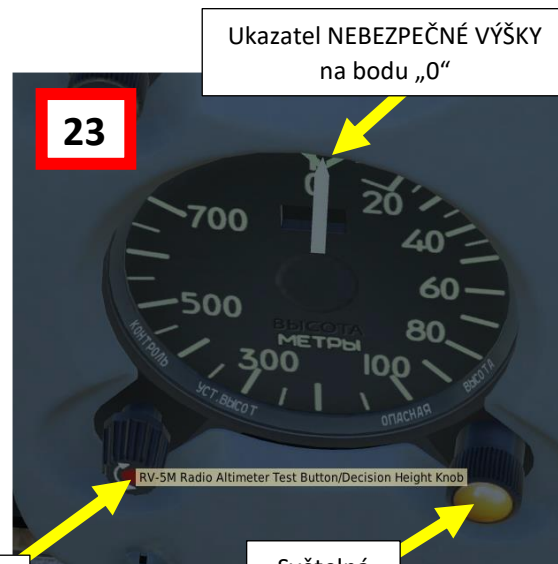 Ukazatel NEBEZPEČNÉ VÝŠKY
na bodu „0“
23
0
20
700
40
60
500
80
ВЫСОТА
МЕТРЫ
300
100
КОНТРОЛЬ
УСТ.ВЫСОТ
ОПАСНАЯ
ВЫСОТА
RV-5M Radio Altimeter Test Button/Decision Height Knob
Světelné